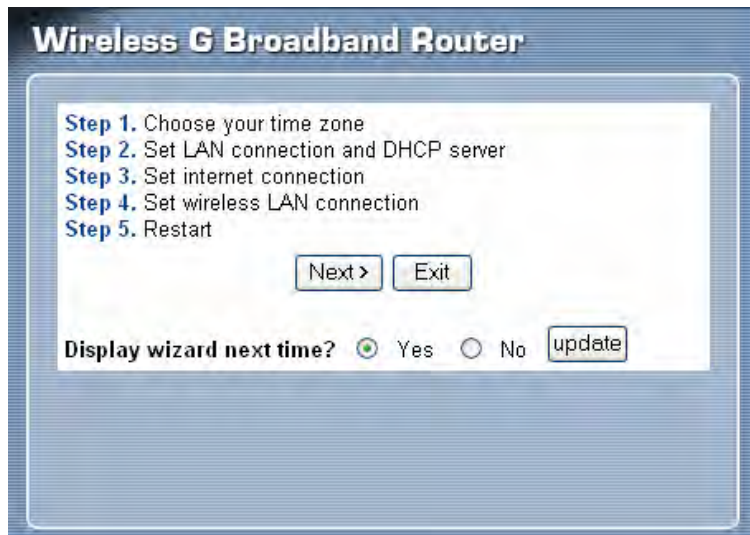 Wireless G Broadband Router
Step 1. Choose your time zone
Step 2. Set LAN connection and DHCP server
Step 3. Set internet connection
Step 4. Set wireless LAN connection
Step 5. Restart
Next > Exit
Display wizard next time? Yes No update